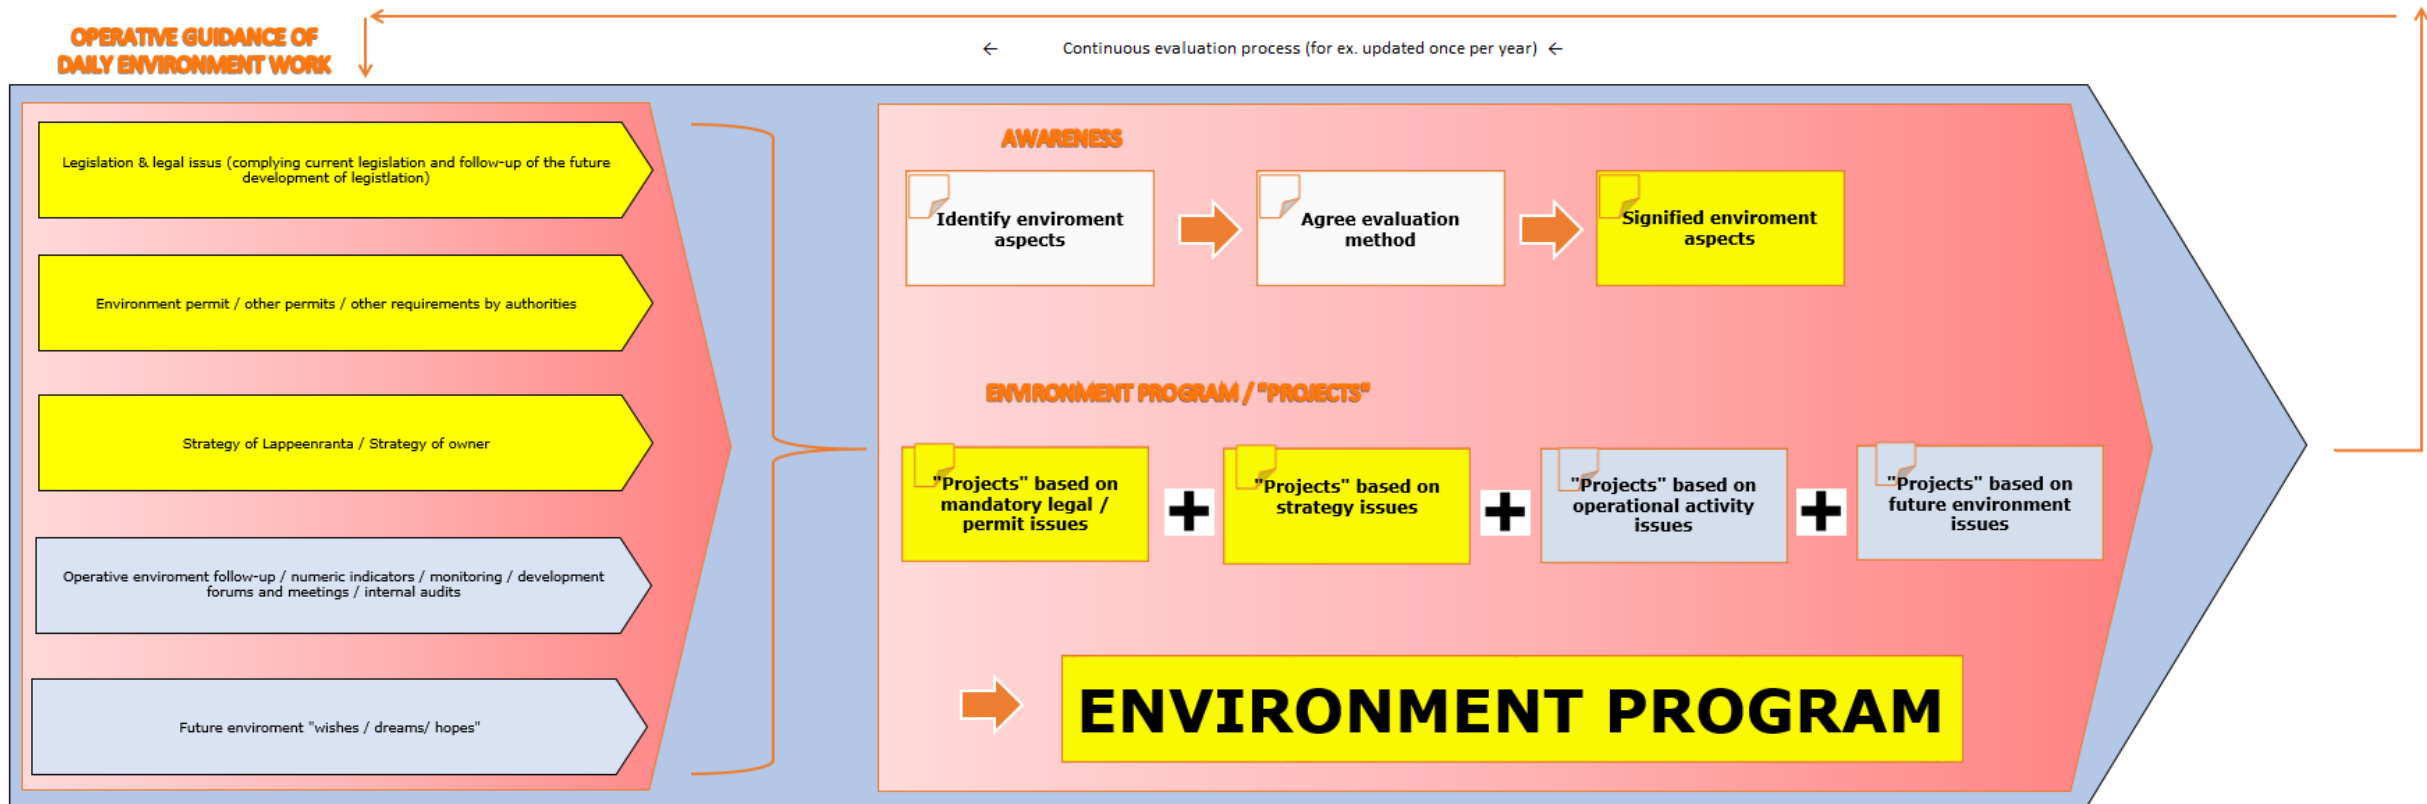 OPERATIVE GUIDANCE OF
DAILY ENVIRONMENT WORK
← Continuous evaluation process (for ex. updated once per year) ←
Legislation & legal issus (complying current legislation and follow-up of the future
development of legistlation)
Environment permit / other permits / other requirements by authorities
Strategy of Lappeenranta / Strategy of owner
Operative enviroment follow-up / numeric indicators / monitoring / development
forums and meetings / internal audits
Future enviroment "wishes / dreams/ hopes"
AWARENESS
Identify enviroment
aspects
Agree evaluation
method
Signified enviroment
aspects
ENVIRONMENT PROGRAM / "PROJECTS"
"Projects" based on
mandatory legal /
permit issues
"Projects" based on
strategy issues
"Projects" based on
operational activity
issues
"Projects" based on
future environment
issues
ENVIRONMENT PROGRAM